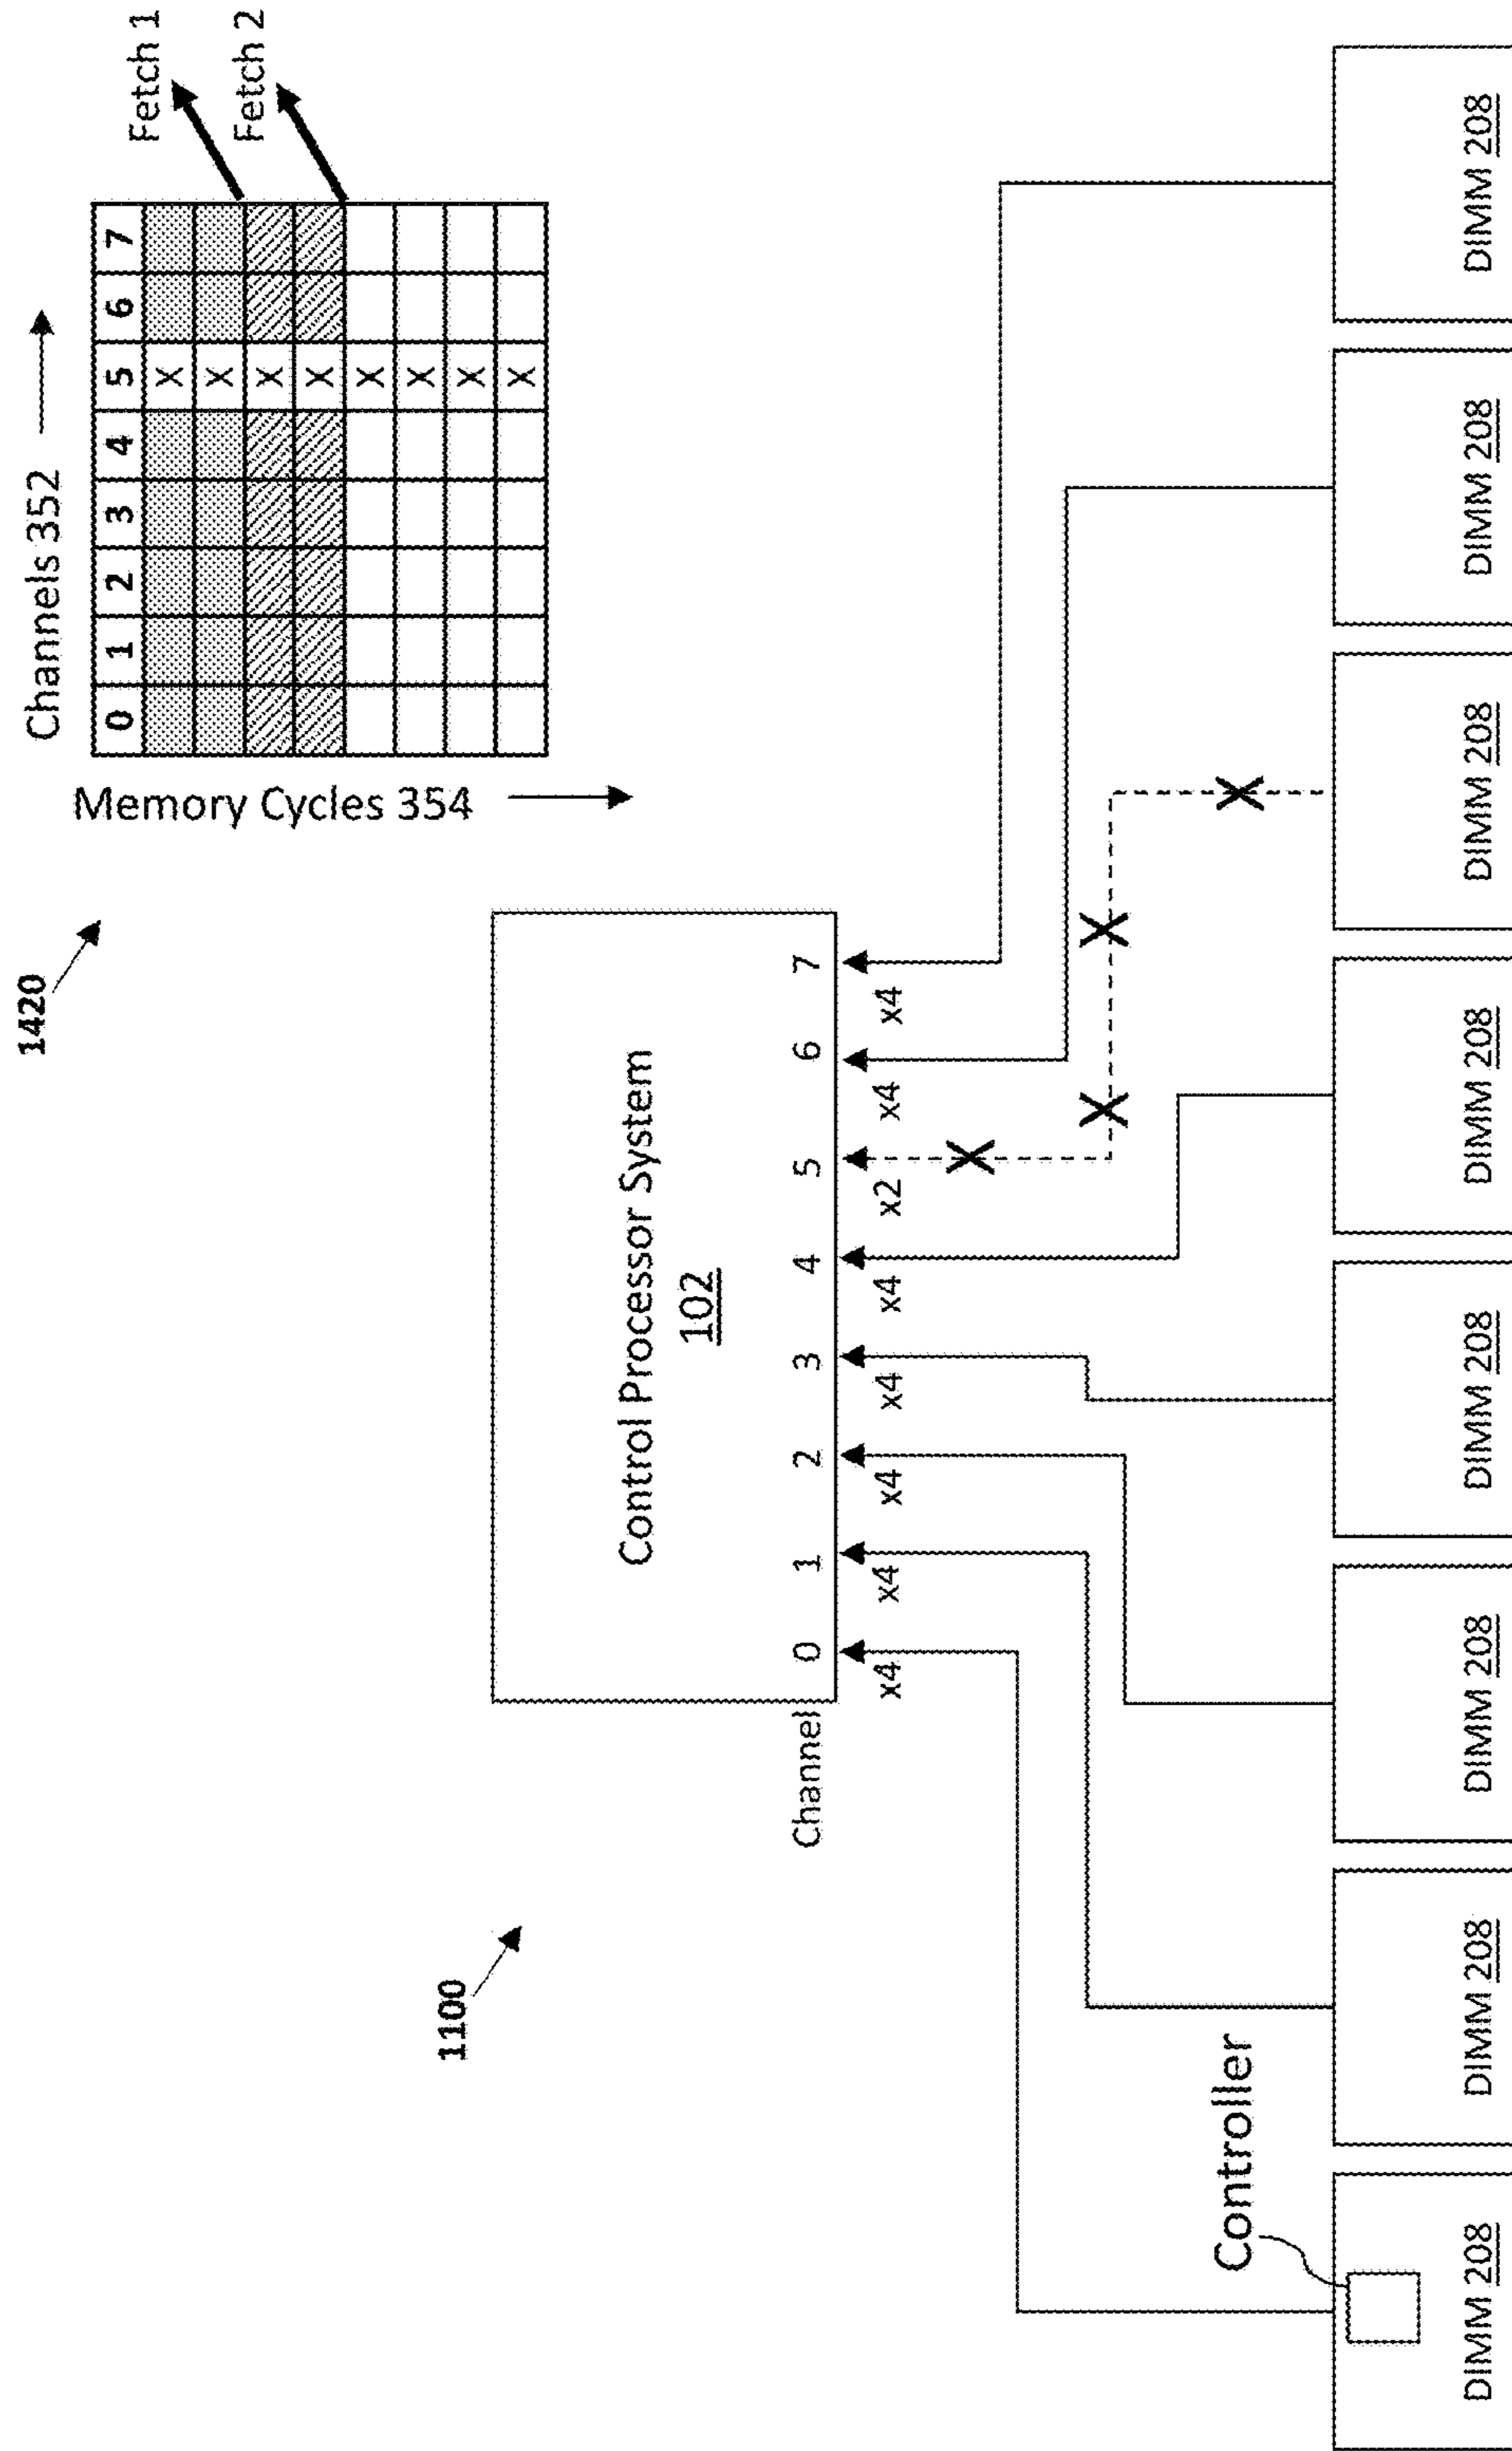 1420
Channels 352
Memory Cycles 354
0 1 2 3 4 5 6 7
X
X
X
X
X
X
X
X
Fetch 1
Fetch 2
1100
Control Processor System
102
Channel 0 1 2 3 4 5 6 7
x4 x4 x4 x4 x4 x2 x4 x4
Controller
DIMM 208 DIMM 208 DIMM 208 DIMM 208 DIMM 208 DIMM 208 DIMM 208 DIMM 208